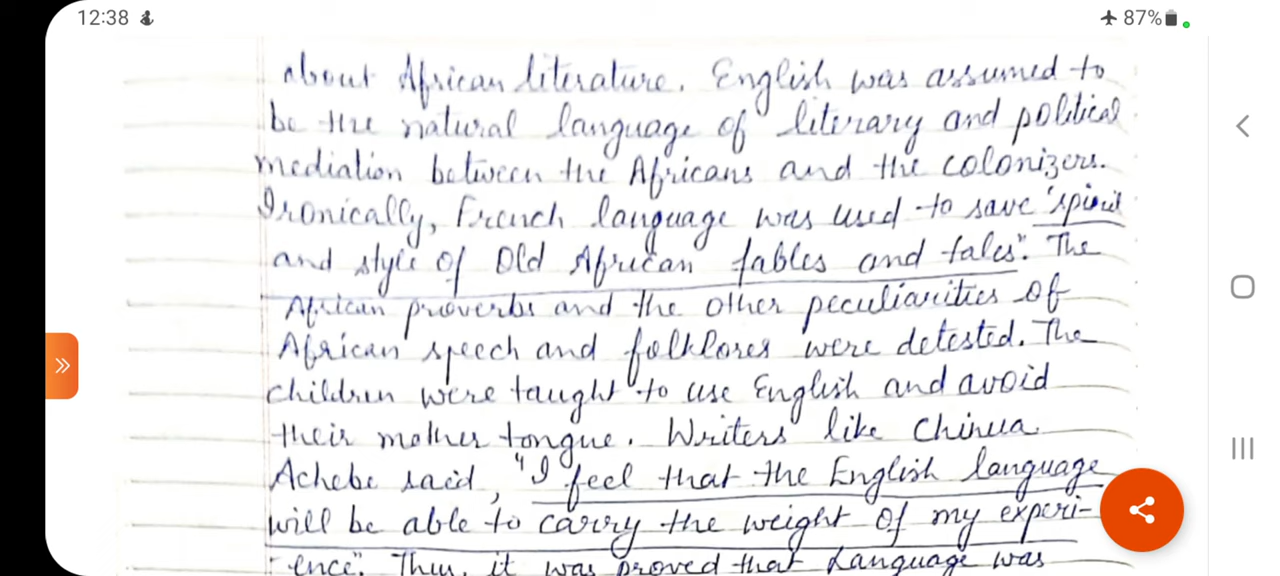 12:38
87%
about African literature. English was assumed to
be the natural language of literary and political
mediation between the Africans and the colonizers.
Ironically, French language was used to save 'spirit
and style of Old African fables and tales". The
African proverbs and the other peculiarities of
African speech and folklores were detested. The
children were taught to use English and avoid
their mother tongue. Writers like Chinua
Achebe said, "I feel that the English language
will be able to carry the weight of my experi-
ence". Thus, it was proved that Language was